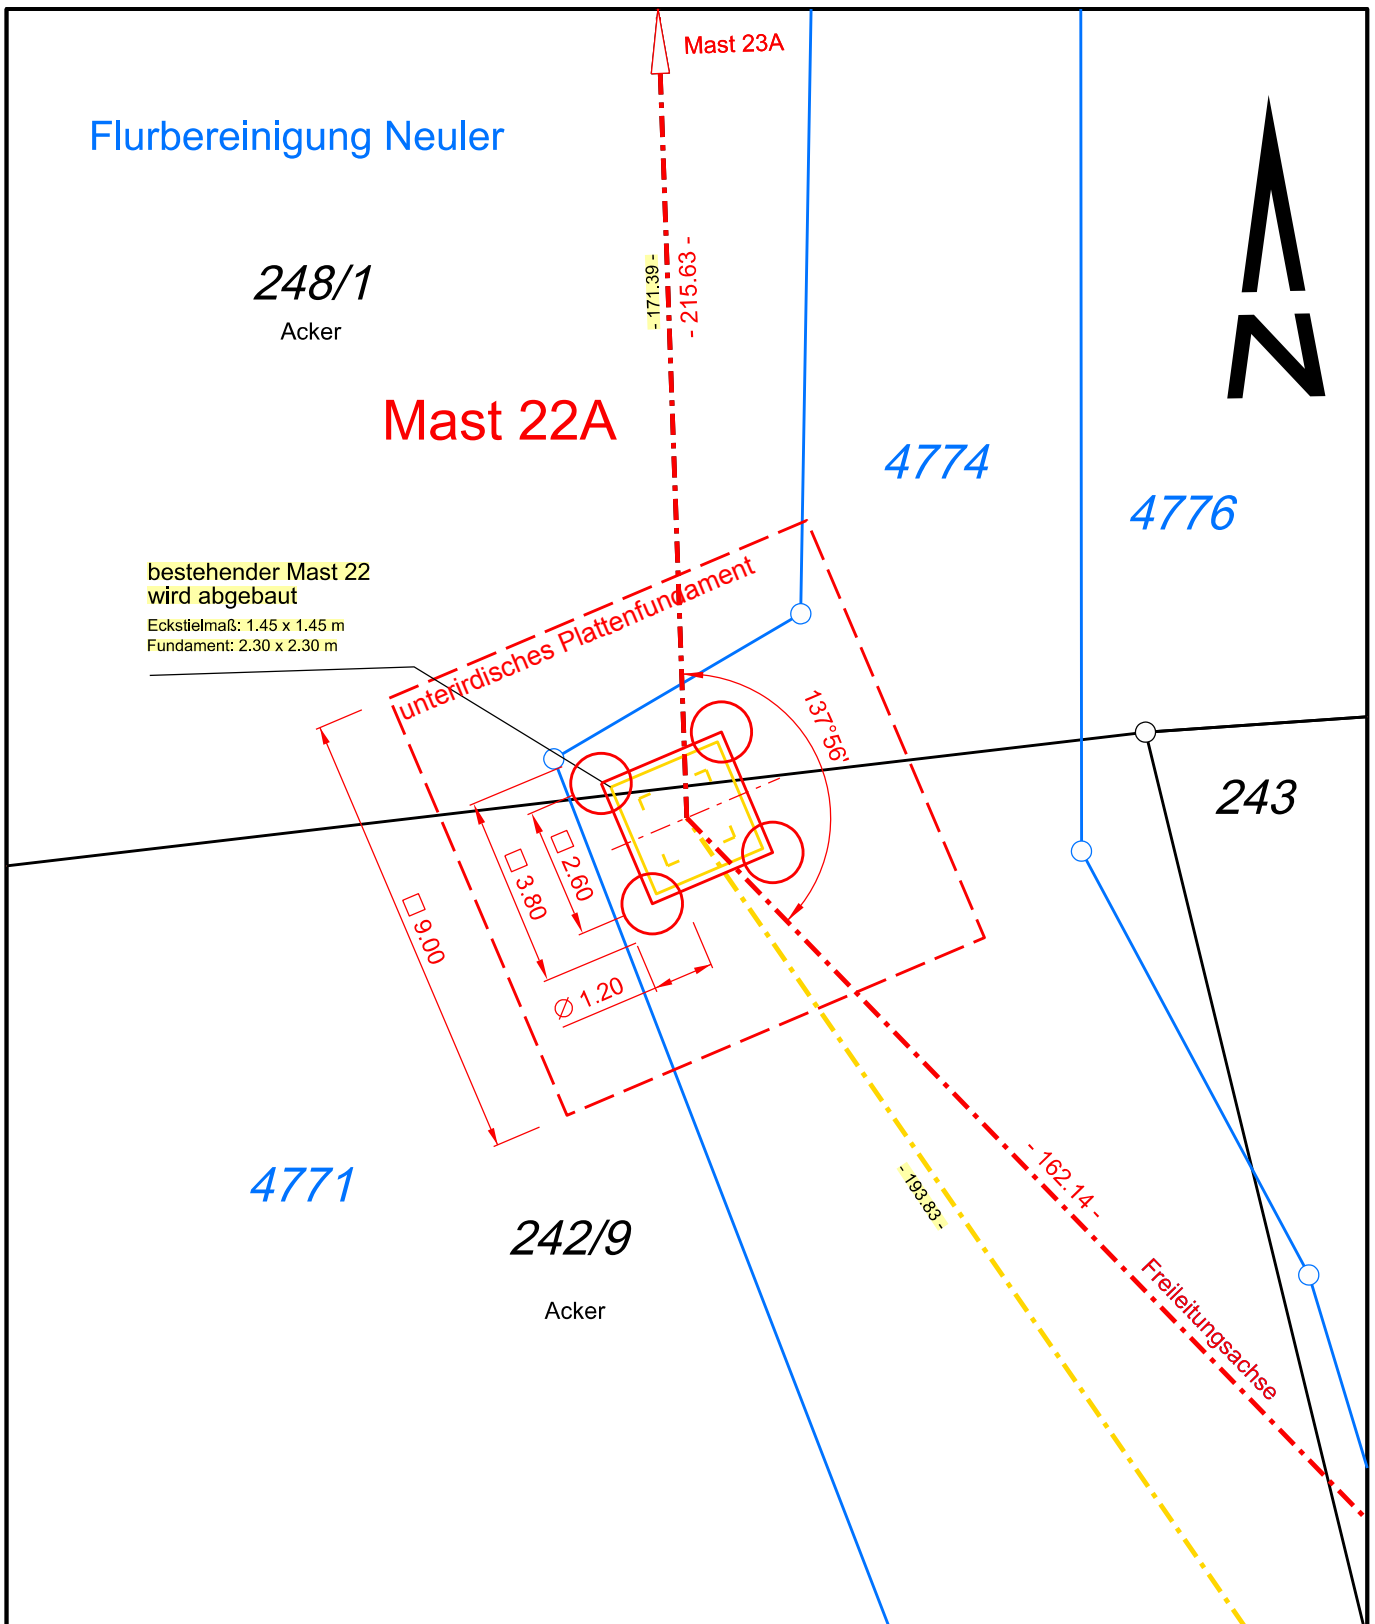 Mast 23A
Flurbereinigung Neuler
- 171.39 -
- 215.63 -
248/1
Acker
N
Mast 22A
4774
4776
bestehender Mast 22
wird abgebaut
Eckstielmaß: 1.45 x 1.45 m
Fundament: 2.30 x 2.30 m
unterirdisches Plattenfundament
137°56'
243
□ 2.60
□ 3.80
□ 9.00
∅ 1.20
- 162.14 -
- 193.83 -
4771
242/9
Freileitungsachse
Acker